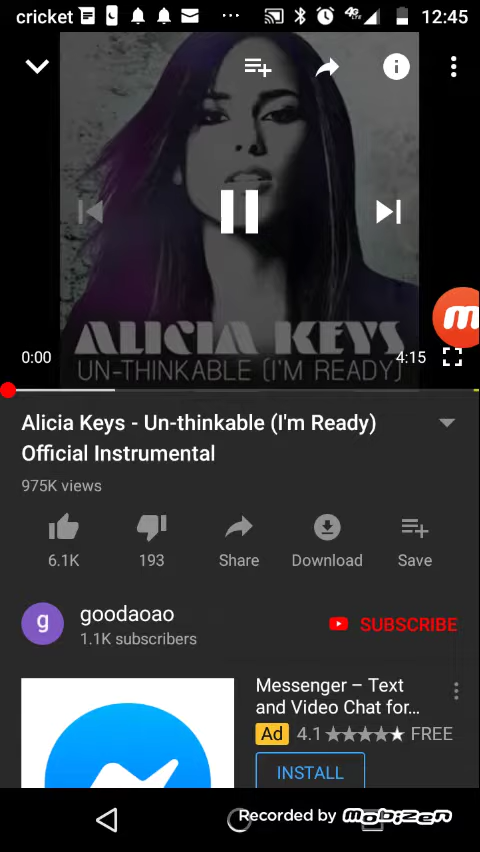 cricket
4G
LTE
12:45
i
ALICIA KEYS
UN-THINKABLE (I'M READY)
m
0:00
4:15
Alicia Keys - Un-thinkable (I'm Ready)
Official Instrumental
975K views
6.1K
193
Share
Download
Save
g
goodaoao
1.1K subscribers
SUBSCRIBE
Messenger – Text
and Video Chat for...
Ad 4.1 FREE
INSTALL
Recorded by MOBIZEN